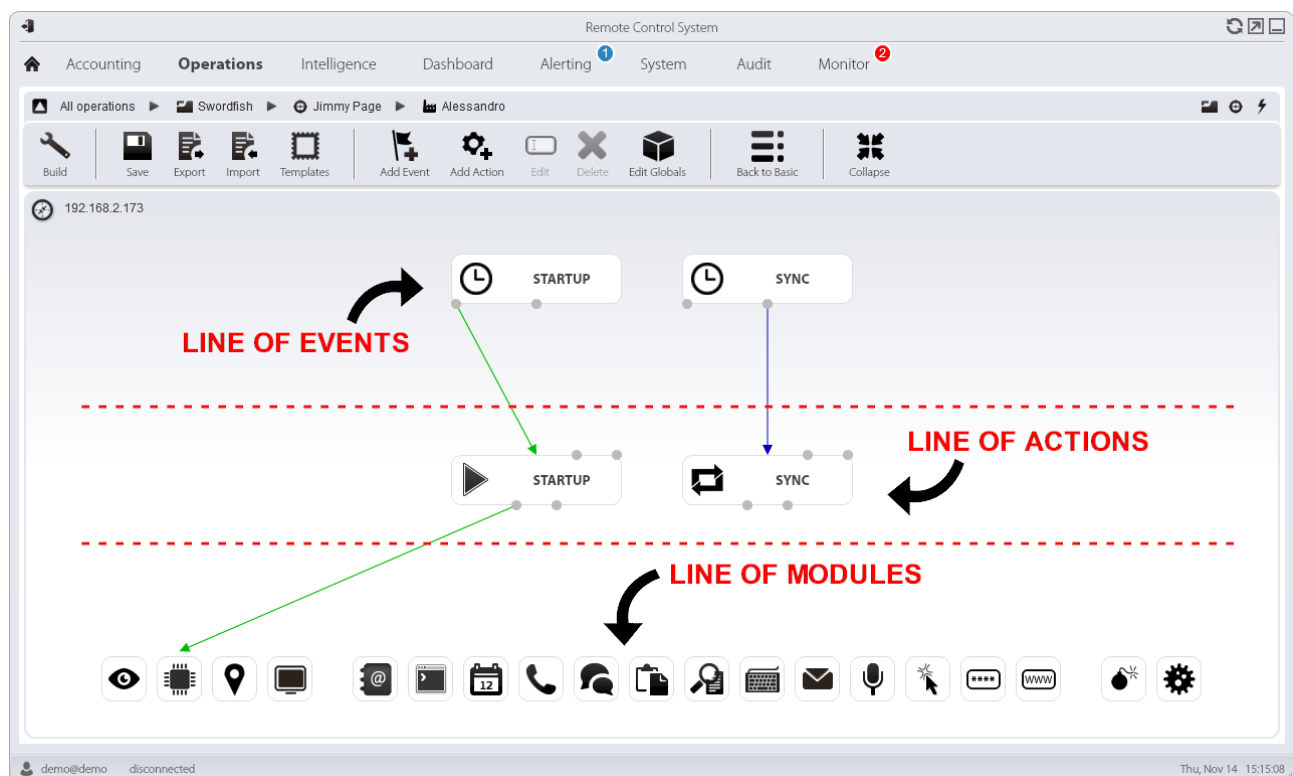 Remote Control System
Accounting Operations Intelligence Dashboard Alerting 1 System Audit Monitor 2
All operations Swordfish Jimmy Page Alessandro
Build Save Export Import Templates Add Event Add Action Edit Delete Edit Globals Back to Basic Collapse
192.168.2.173
STARTUP SYNC
LINE OF EVENTS
LINE OF ACTIONS
STARTUP SYNC
LINE OF MODULES
@ 12 **** WWW
demo@demo disconnected Thu, Nov 14 15:15:08